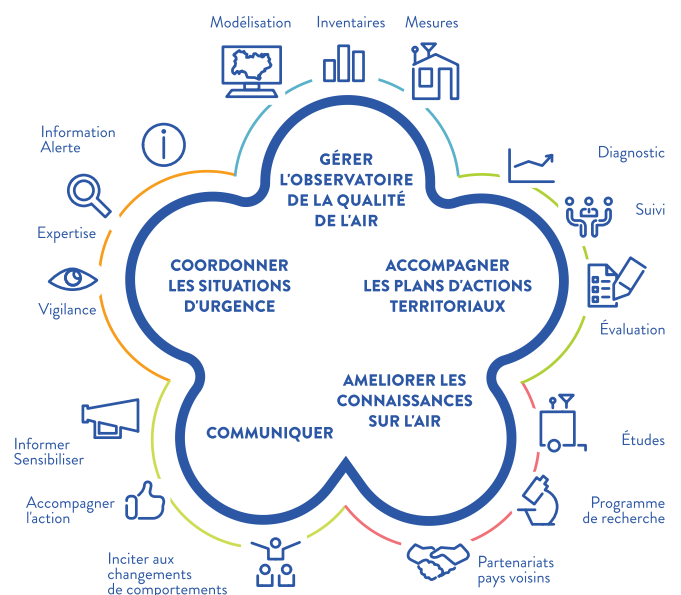 Modélisation
Inventaires
Mesures
GÉRER
L'OBSERVATOIRE
DE LA QUALITÉ
DE L'AIR
Diagnostic
Suivi
Évaluation
ACCOMPAGNER
LES PLANS D'ACTIONS
TERRITORIAUX
AMELIORER LES
CONNAISSANCES
SUR L'AIR
Études
Programme
de recherche
Partenariats
pays voisins
COMMUNIQUER
Inciter aux
changements
de comportements
Accompagner
l'action
Informer
Sensibiliser
COORDONNER
LES SITUATIONS
D'URGENCE
Vigilance
Expertise
Information
Alerte